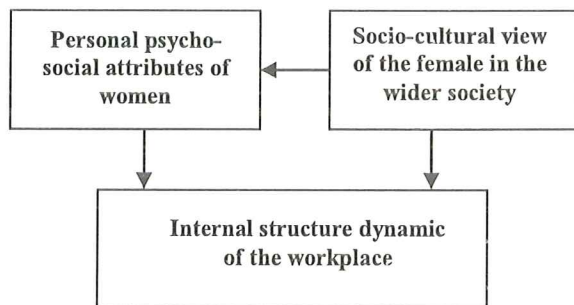 Personal psycho-
social attributes of
women
Socio-cultural view
of the female in the
wider society
Internal structure dynamic
of the workplace